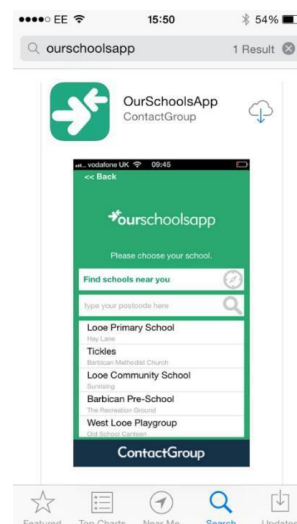 EE 15:50 54%
ourschoolsapp 1 Result
OurSchoolsApp
ContactGroup
vodafone UK 09:45
<< Back
ourschoolsapp
Please choose your school.
Find schools near you
type your postcode here
Looe Primary School
Hay Lane
Tickles
Barbican Methodist Church
Looe Community School
Sunrising
Barbican Pre-School
The Recreation Ground
West Looe Playgroup
ContactGroup
Featured Top Charts Near Me Search Updates